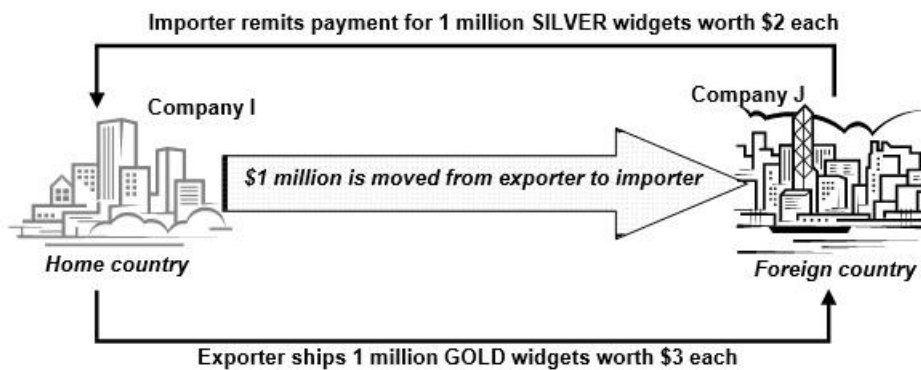 Importer remits payment for 1 million SILVER widgets worth $2 each
Company I
Company J
$1 million is moved from exporter to importer
Home country
Foreign country
Exporter ships 1 million GOLD widgets worth $3 each